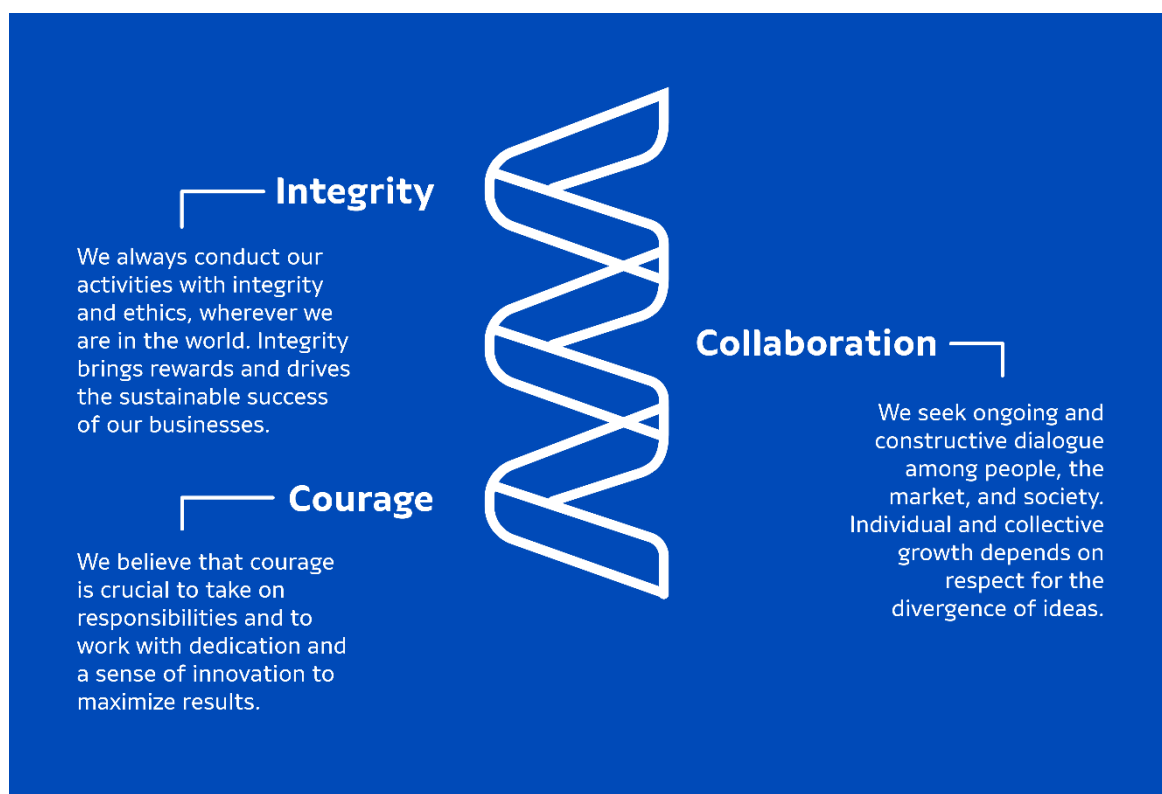 Integrity
We always conduct our
activities with integrity
and ethics, wherever we
are in the world. Integrity
brings rewards and drives
the sustainable success
of our businesses.
Collaboration
We seek ongoing and
constructive dialogue
among people, the
market, and society.
Individual and collective
growth depends on
respect for the
divergence of ideas.
Courage
We believe that courage
is crucial to take on
responsibilities and to
work with dedication and
a sense of innovation to
maximize results.